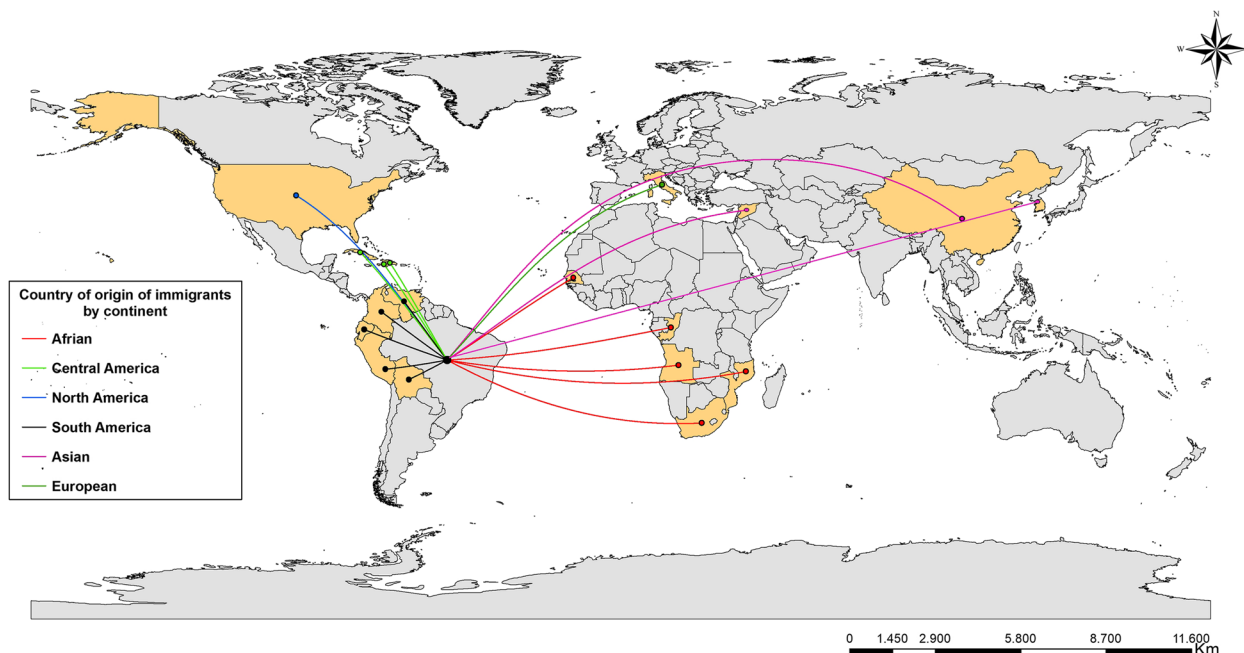 N
W
S
Country of origin of immigrants
by continent
Afrian
Central America
North America
South America
Asian
European
0 1.450 2.900 5.800 8.700 11.600
Km